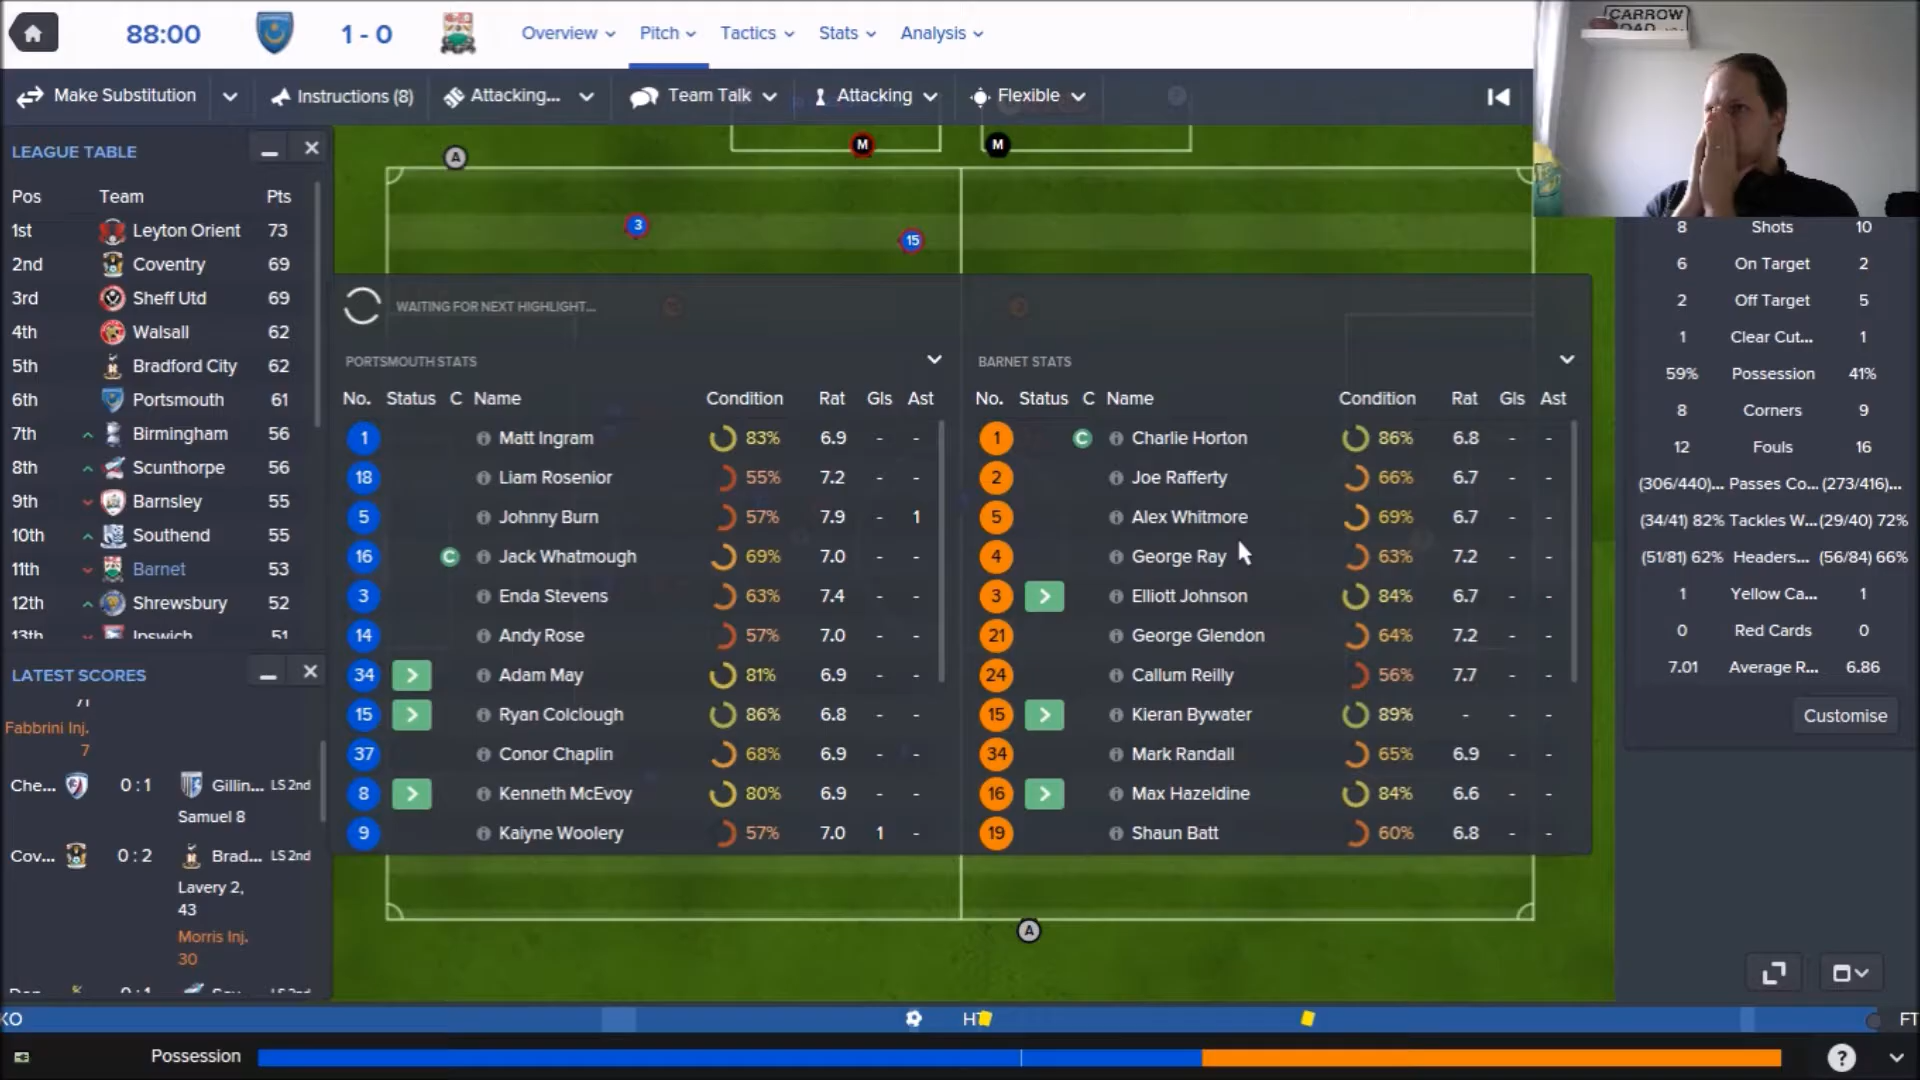 88:00
1 - 0
Overview
Pitch
Tactics
Stats
Analysis
CARROW
Make Substitution
Instructions (8)
Attacking...
Team Talk
Attacking
Flexible
LEAGUE TABLE
Pos Team Pts
1st Leyton Orient 73
2nd Coventry 69
3rd Sheff Utd 69
4th Walsall 62
5th Bradford City 62
6th Portsmouth 61
7th Birmingham 56
8th Scunthorpe 56
9th Barnsley 55
10th Southend 55
11th Barnet 53
12th Shrewsbury 52
13th Ipswich 51
LATEST SCORES
Fabbrini Inj.
7
Che... 0 : 1 Gillin... LS 2nd
Samuel 8
Cov... 0 : 2 Brad... LS 2nd
Lavery 2,
43
Morris Inj.
30
A
M
M
3
15
WAITING FOR NEXT HIGHLIGHT...
PORTSMOUTH STATS
No. Status C Name Condition Rat Gls Ast
1 Matt Ingram 83% 6.9 - -
18 Liam Rosenior 55% 7.2 - -
5 Johnny Burn 57% 7.9 - 1
16 C Jack Whatmough 69% 7.0 - -
3 Enda Stevens 63% 7.4 - -
14 Andy Rose 57% 7.0 - -
34 Adam May 81% 6.9 - -
15 Ryan Colclough 86% 6.8 - -
37 Conor Chaplin 68% 6.9 - -
8 Kenneth McEvoy 80% 6.9 - -
9 Kaiyne Woolery 57% 7.0 1 -
BARNET STATS
No. Status C Name Condition Rat Gls Ast
1 C Charlie Horton 86% 6.8 - -
2 Joe Rafferty 66% 6.7 - -
5 Alex Whitmore 69% 6.7 - -
4 George Ray 63% 7.2 - -
3 Elliott Johnson 84% 6.7 - -
21 George Glendon 64% 7.2 - -
24 Callum Reilly 56% 7.7 - -
15 Kieran Bywater 89% - - -
34 Mark Randall 65% 6.9 - -
16 Max Hazeldine 84% 6.6 - -
19 Shaun Batt 60% 6.8 - -
A
8 Shots 10
6 On Target 2
2 Off Target 5
1 Clear Cut... 1
59% Possession 41%
8 Corners 9
12 Fouls 16
(306/440)... Passes Co... (273/416)...
(34/41) 82% Tackles W... (29/40) 72%
(51/81) 62% Headers... (56/84) 66%
1 Yellow Ca... 1
0 Red Cards 0
7.01 Average R... 6.86
Customise
KO
HT
FT
Possession
?